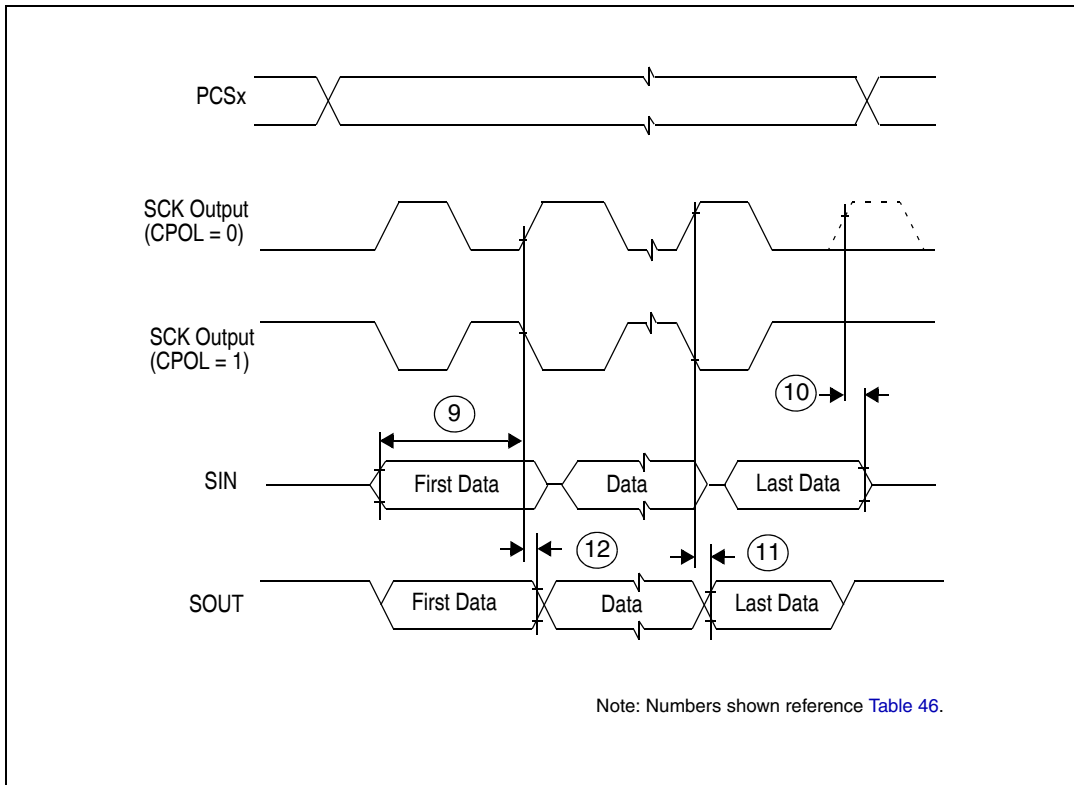 PCSx
SCK Output
(CPOL = 0)
SCK Output
(CPOL = 1)
10
9
SIN
First Data
Data
Last Data
12
11
SOUT
First Data
Data
Last Data
Note: Numbers shown reference Table 46.